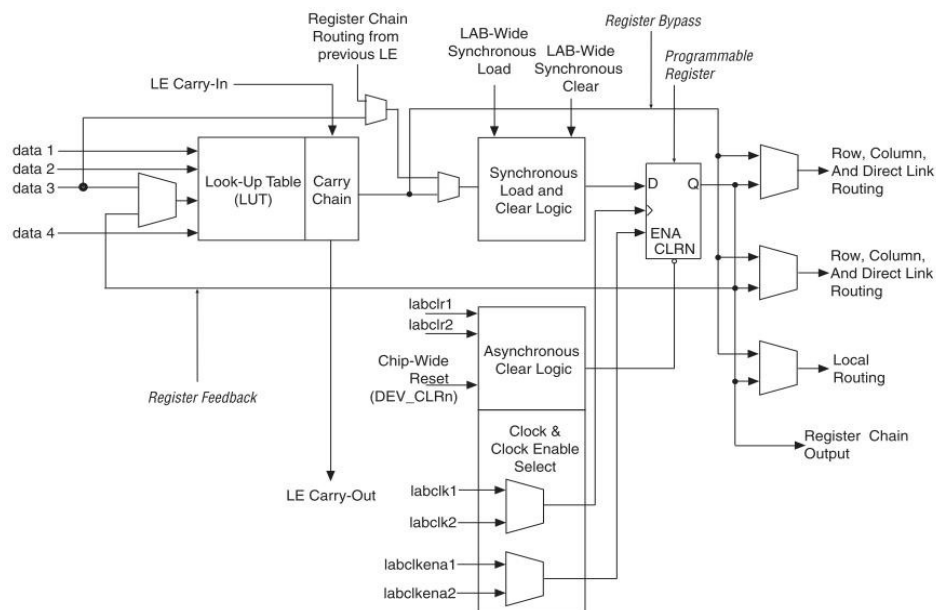 Register Chain
Routing from
previous LE
LAB-Wide
Synchronous
Load
LAB-Wide
Synchronous
Clear
Register Bypass
Programmable
Register
LE Carry-In
data 1
data 2
data 3
data 4
Look-Up Table
(LUT)
Carry
Chain
Synchronous
Load and
Clear Logic
D
Q
ENA
CLRN
Row, Column,
And Direct Link
Routing
Row, Column,
And Direct Link
Routing
Local
Routing
Register Chain
Output
Register Feedback
labclr1
labclr2
Chip-Wide
Reset
(DEV_CLRn)
Asynchronous
Clear Logic
Clock &
Clock Enable
Select
LE Carry-Out
labclk1
labclk2
labclkena1
labclkena2